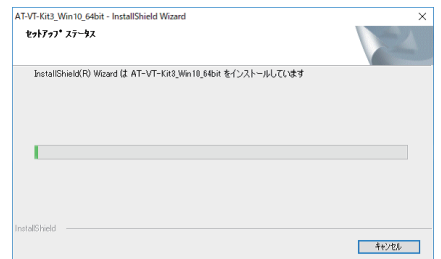 AT-VT-Kit3_Win10_64bit - InstallShield Wizard
セットアップ ステータス
InstallShield(R) Wizard は AT-VT-Kit3_Win10_64bit をインストールしています
InstallShield
キャンセル